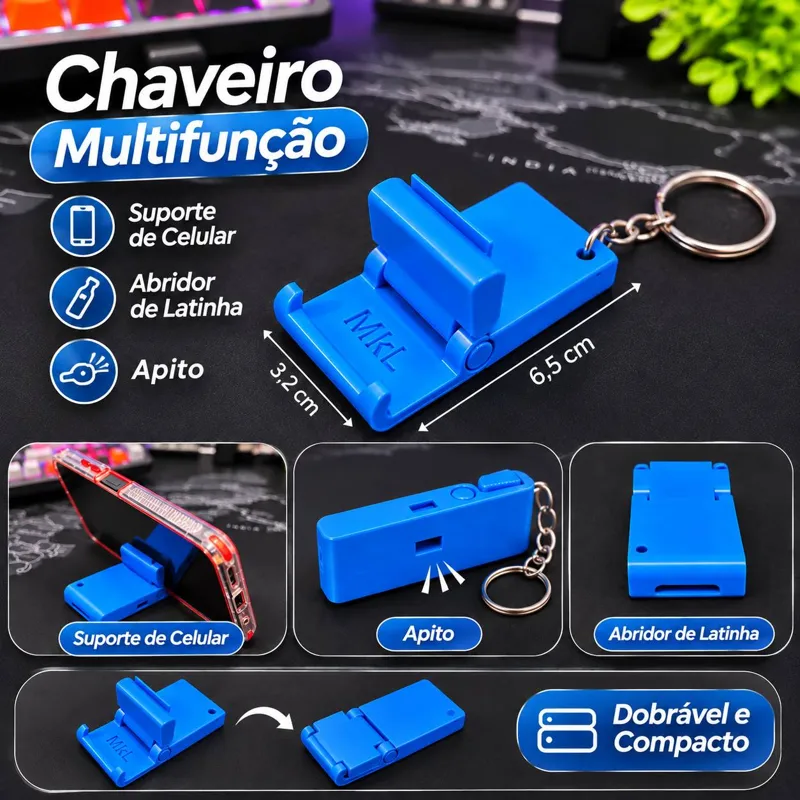 Chaveiro
Multifunção
Suporte
de Celular
Abridor
de Latinha
Apito
INDIA
MkL
3,2 cm
6,5 cm
Suporte de Celular
Apito
Abridor de Latinha
MkL
Dobrável e
Compacto